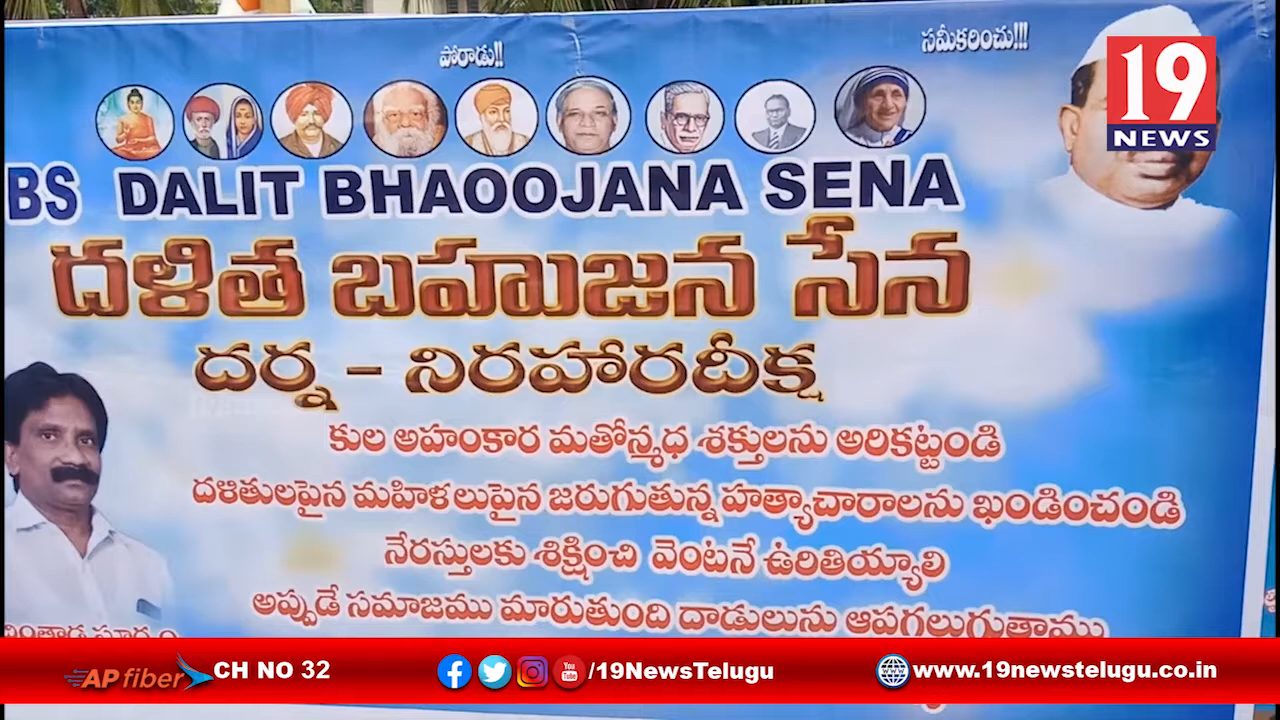 పోరాడు!!
సమీకరించు!!!
19
NEWS
BS DALIT BHAOOJANA SENA
దళిత బహుజన సేన
దర్న - నిరహారదీక్ష
కుల అహంకార మతోన్మధ శక్తులను అరికట్టండి
దళితులపైన మహిళలుపైన జరుగుతున్న హత్యాచారాలను ఖండించండి
నేరస్తులకు శిక్షించి వెంటనే ఉరితియ్యాలి
అప్పుడే సమాజము మారుతుంది దాడులును ఆపగలుగుతాము
AP fiber CH NO 32
/19NewsTelugu
www.19newstelugu.co.in